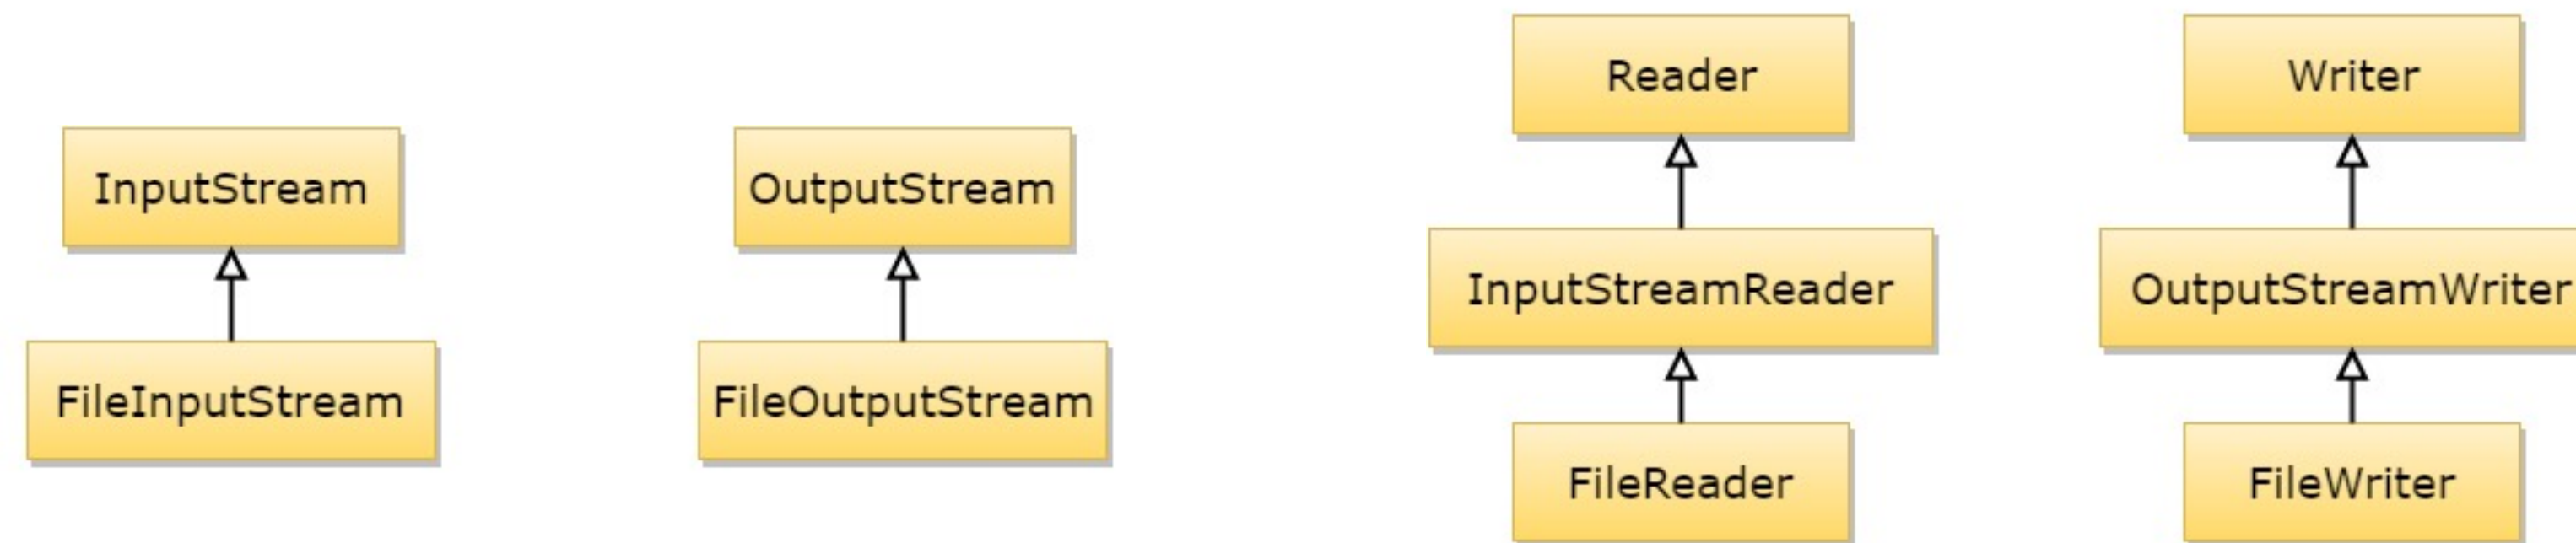 Reader
Writer
InputStream
OutputStream
InputStreamReader
OutputStreamWriter
FileInputStream
FileOutputStream
FileReader
FileWriter